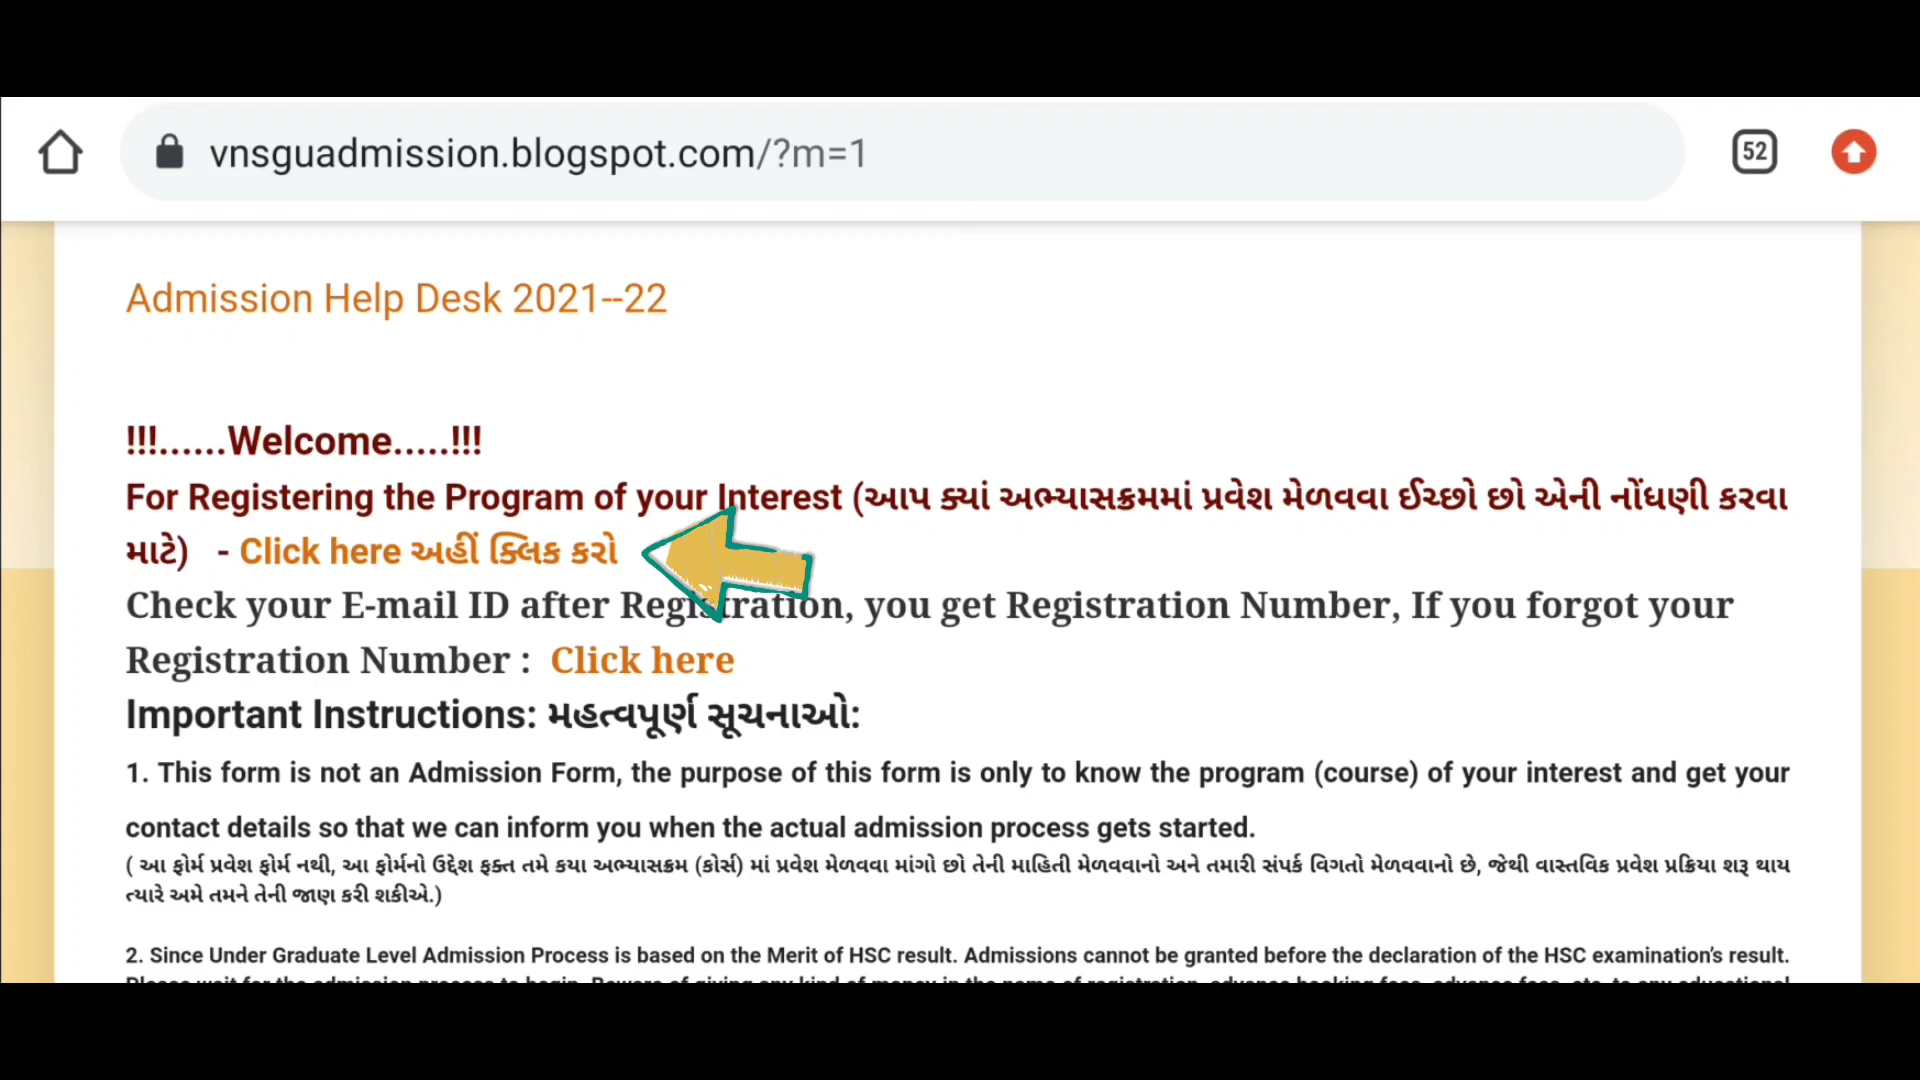 vnsguadmission.blogspot.com/?m=1
52
Admission Help Desk 2021--22
!!!......Welcome.....!!!
For Registering the Program of your Interest (આપ ક્યાં અભ્યાસક્રમમાં પ્રવેશ મેળવવા ઈચ્છો છો એની નોંધણી કરવા
માટે) - Click here અહીં ક્લિક કરો
Check your E-mail ID after Registration, you get Registration Number, If you forgot your
Registration Number : Click here
Important Instructions: મહત્વપૂર્ણ સૂચનાઓ:
1. This form is not an Admission Form, the purpose of this form is only to know the program (course) of your interest and get your
contact details so that we can inform you when the actual admission process gets started.
( આ ફોર્મ પ્રવેશ ફોર્મ નથી, આ ફોર્મનો ઉદ્દેશ ફક્ત તમે કયા અભ્યાસક્રમ (કોર્સ) માં પ્રવેશ મેળવવા માંગો છો તેની માહિતી મેળવવાનો અને તમારી સંપર્ક વિગતો મેળવવાનો છે, જેથી વાસ્તવિક પ્રવેશ પ્રક્રિયા શરૂ થાય
ત્યારે અમે તમને તેની જાણ કરી શકીએ.)
2. Since Under Graduate Level Admission Process is based on the Merit of HSC result. Admissions cannot be granted before the declaration of the HSC examination's result.